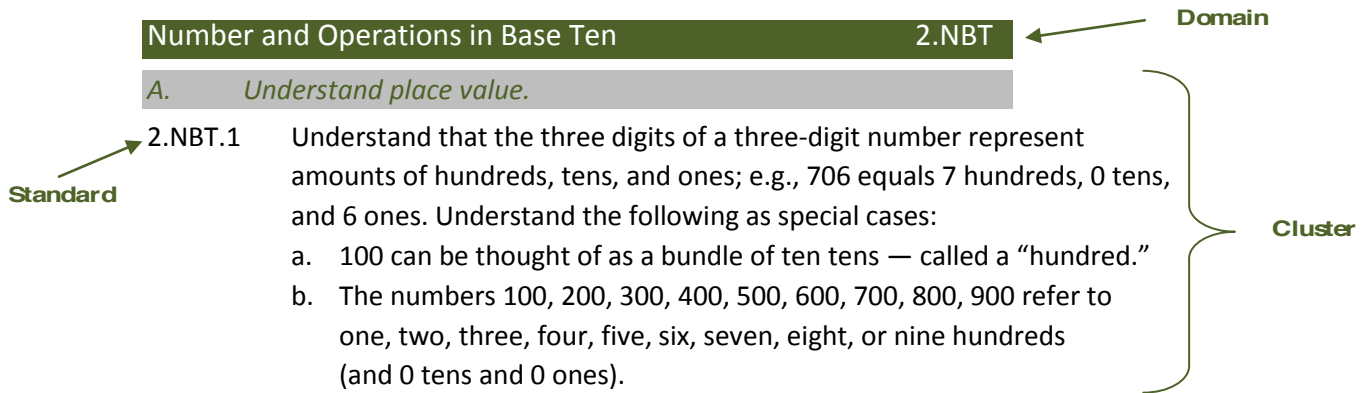 Domain
Number and Operations in Base Ten 2.NBT
A. Understand place value.
2.NBT.1 Understand that the three digits of a three-digit number represent
amounts of hundreds, tens, and ones; e.g., 706 equals 7 hundreds, 0 tens,
Standard
and 6 ones. Understand the following as special cases:
Cluster
a. 100 can be thought of as a bundle of ten tens — called a “hundred.”
b. The numbers 100, 200, 300, 400, 500, 600, 700, 800, 900 refer to
one, two, three, four, five, six, seven, eight, or nine hundreds
(and 0 tens and 0 ones).